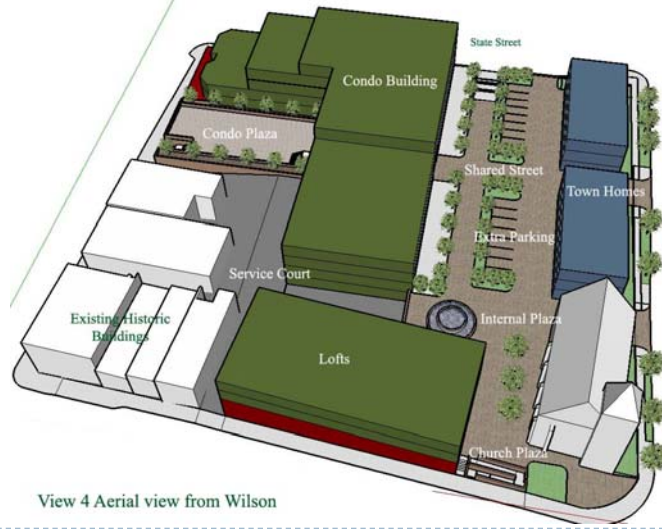 State Street
Condo Building
Condo Plaza
Shared Street
Town Homes
Extra Parking
Service Court
Existing Historic
Buildings
Internal Plaza
Lofts
Church Plaza
View 4 Aerial view from Wilson